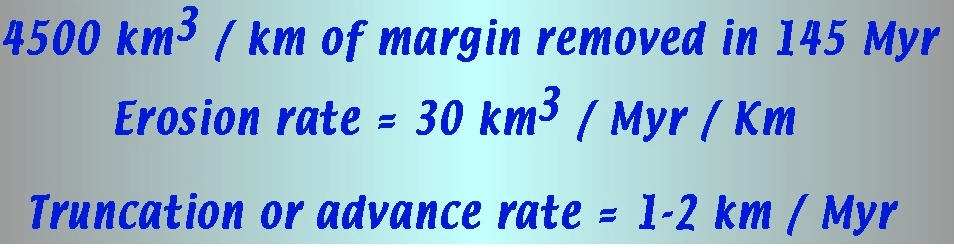 4500 km³ / km of margin removed in 145 Myr
Erosion rate = 30 km³ / Myr / Km
Truncation or advance rate = 1-2 km / Myr